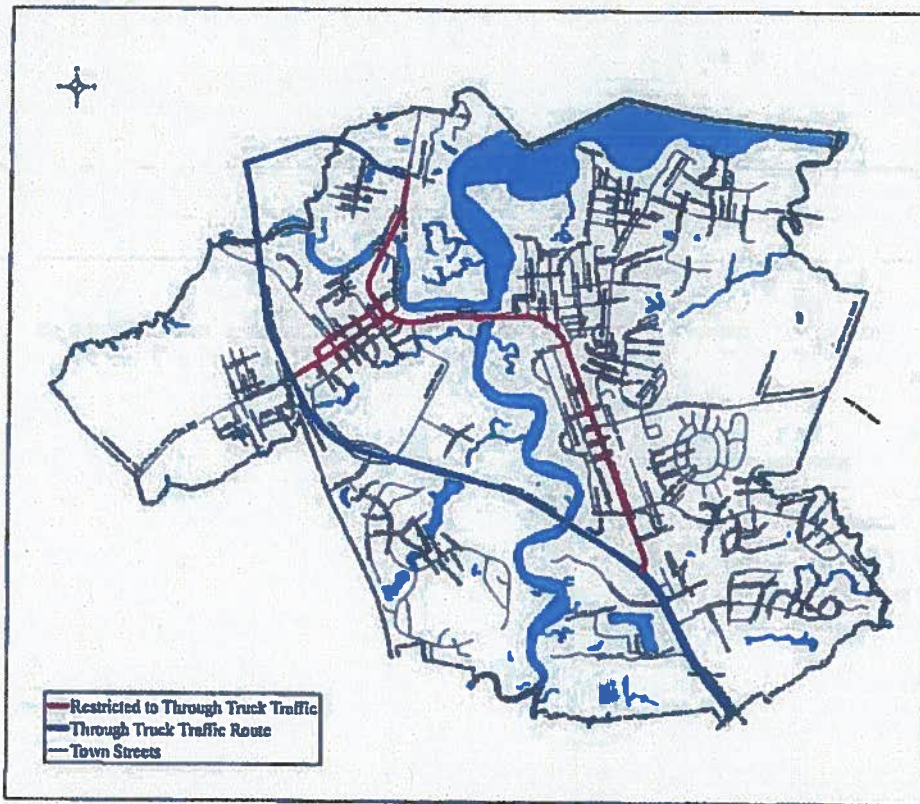 Restricted to Through Truck Traffic
Through Truck Traffic Route
Town Streets